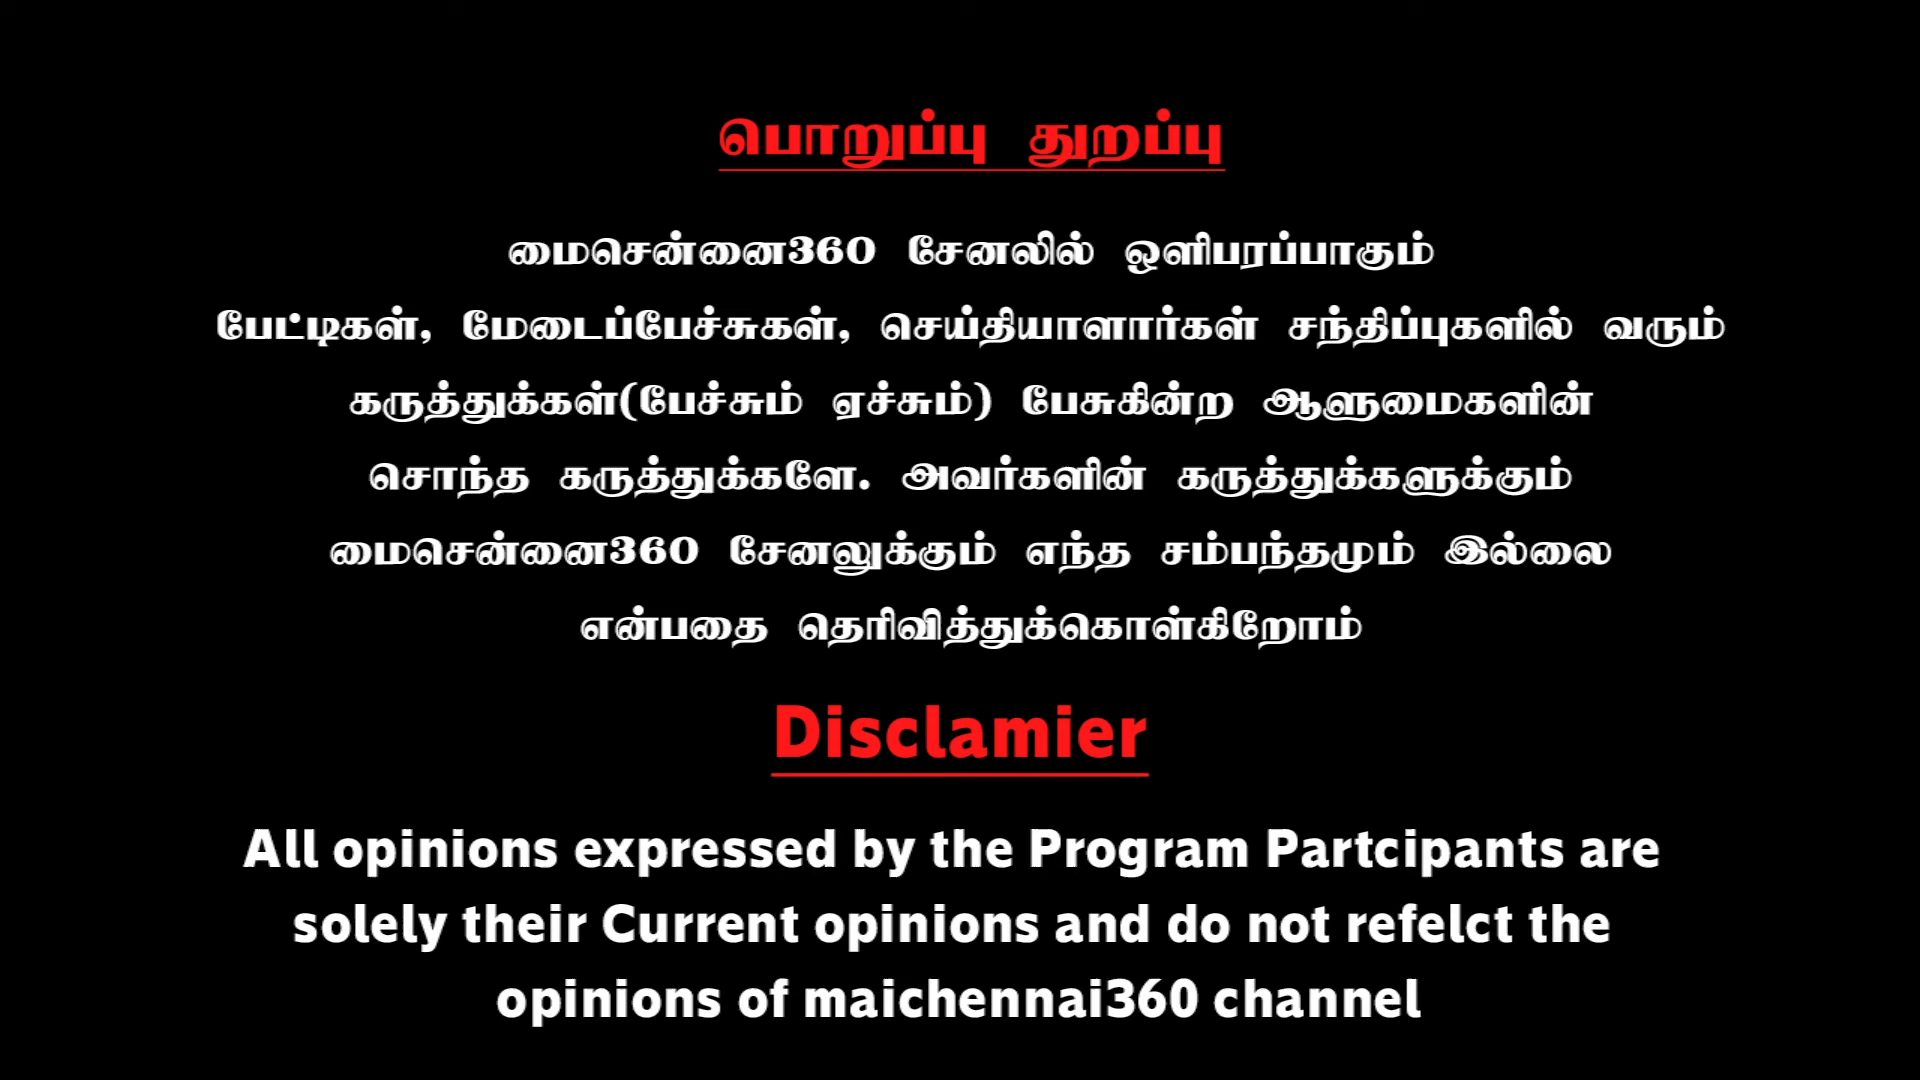 பொறுப்பு துறப்பு
மைசென்னை360 சேனலில் ஒளிபரப்பாகும்
பேட்டிகள், மேடைப்பேச்சுகள், செய்தியாளார்கள் சந்திப்புகளில் வரும்
கருத்துக்கள்(பேச்சும் ஏச்சும்) பேசுகின்ற ஆளுமைகளின்
சொந்த கருத்துக்களே. அவர்களின் கருத்துக்களுக்கும்
மைசென்னை360 சேனலுக்கும் எந்த சம்பந்தமும் இல்லை
என்பதை தெரிவித்துக்கொள்கிறோம்
Disclamier
All opinions expressed by the Program Partcipants are
solely their Current opinions and do not refelct the
opinions of maichennai360 channel